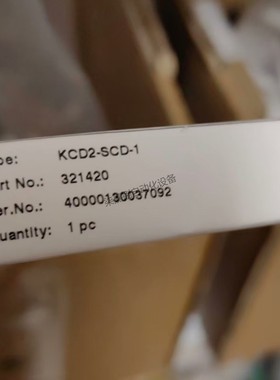 pe: KCD2-SCD-1
rt No.: 321420
er.No.: 40000130037092
uantity: 1 pc